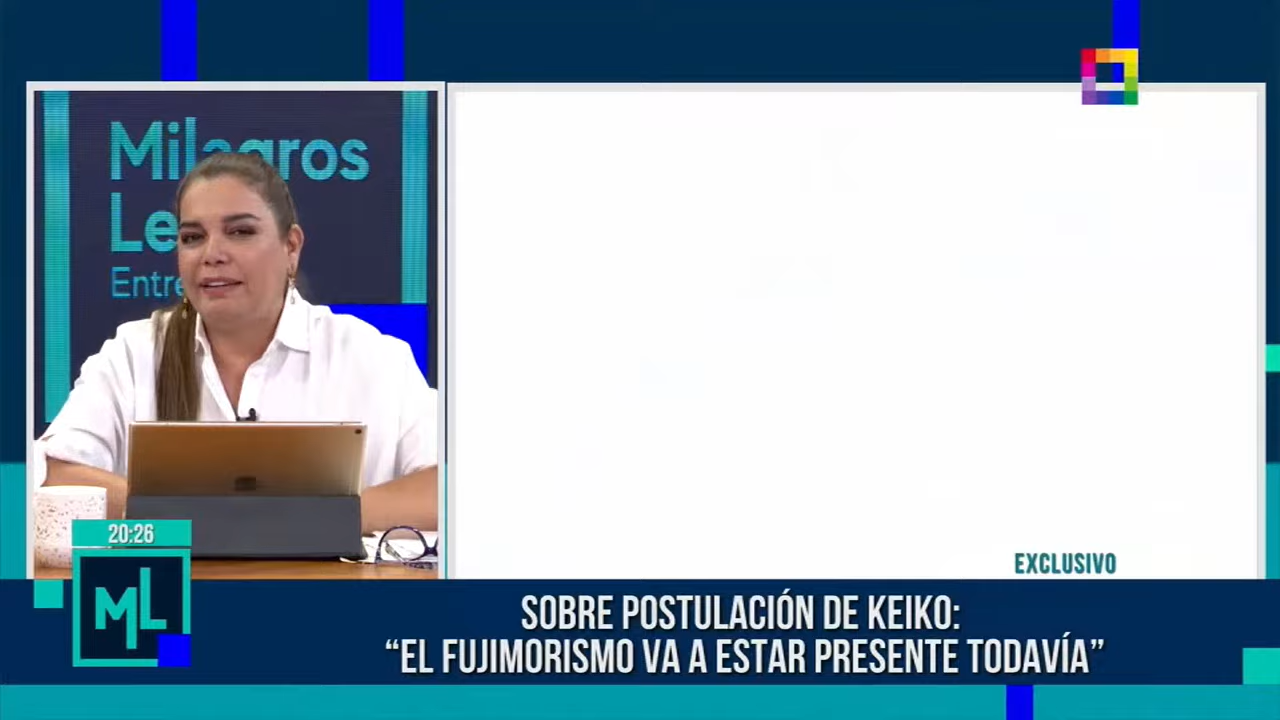 Milagros
Le
Entre
20:26
ML
EXCLUSIVO
SOBRE POSTULACIÓN DE KEIKO:
“EL FUJIMORISMO VA A ESTAR PRESENTE TODAVÍA”